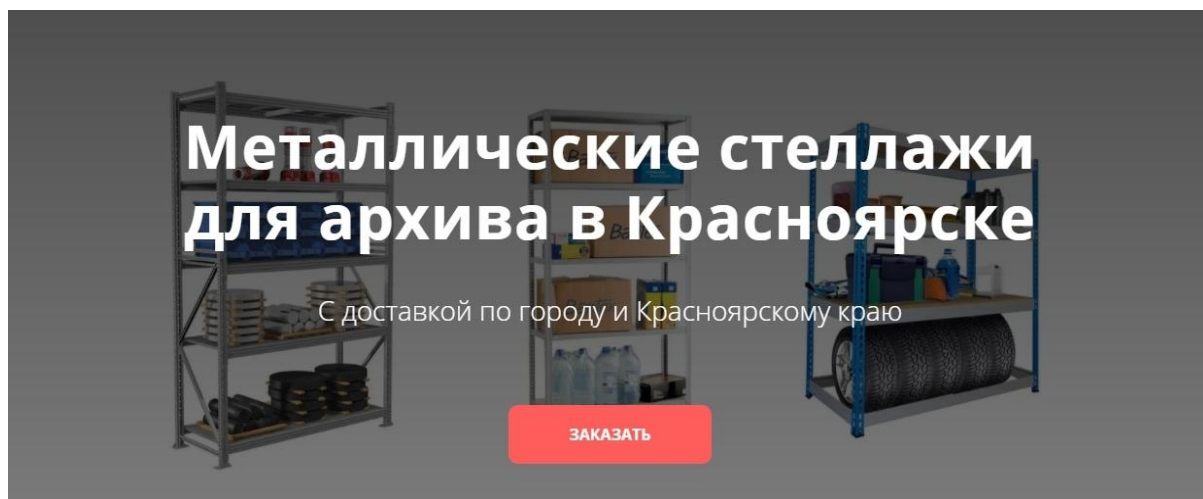 Металлические стеллажи
для архива в Красноярске
С доставкой по городу и Красноярскому краю
ЗАКАЗАТЬ